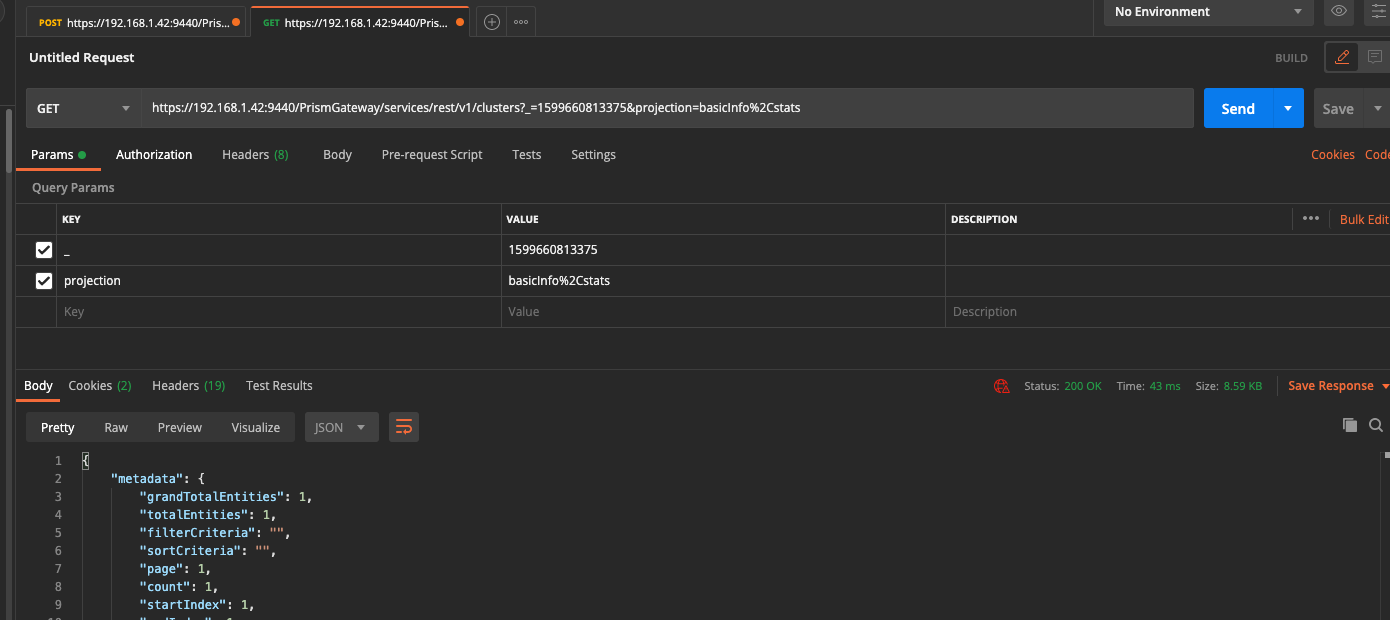 POST https://192.168.1.42:9440/Pris... GET https://192.168.1.42:9440/Pris... No Environment
Untitled Request BUILD
GET https://192.168.1.42:9440/PrismGateway/services/rest/v1/clusters?_=1599660813375&projection=basicInfo%2Cstats Send Save
Params Authorization Headers (8) Body Pre-request Script Tests Settings Cookies Code
Query Params
KEY VALUE DESCRIPTION Bulk Edit
_ 1599660813375
projection basicInfo%2Cstats
Key Value Description
Body Cookies (2) Headers (19) Test Results Status: 200 OK Time: 43 ms Size: 8.59 KB Save Response
Pretty Raw Preview Visualize JSON
1 {
2 "metadata": {
3 "grandTotalEntities": 1,
4 "totalEntities": 1,
5 "filterCriteria": "",
6 "sortCriteria": "",
7 "page": 1,
8 "count": 1,
9 "startIndex": 1,